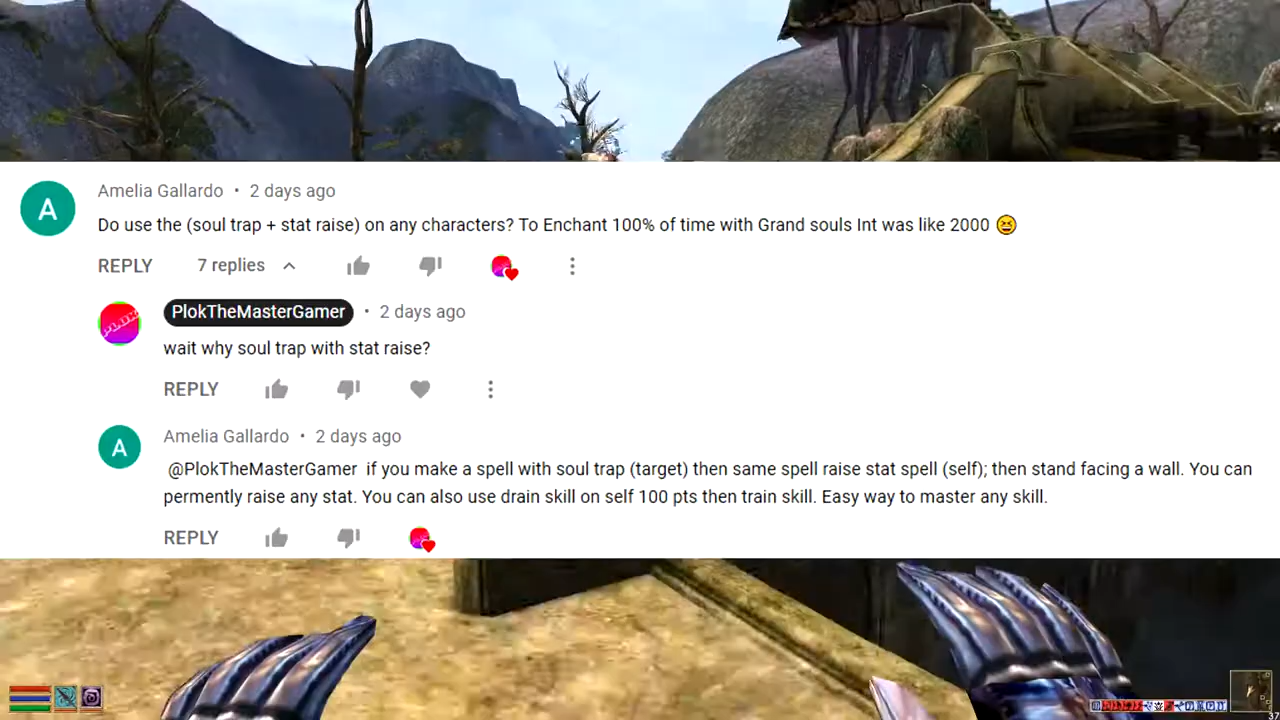 Amelia Gallardo • 2 days ago
A
Do use the (soul trap + stat raise) on any characters? To Enchant 100% of time with Grand souls Int was like 2000 😆
REPLY 7 replies
PlokTheMasterGamer • 2 days ago
PLOK
wait why soul trap with stat raise?
REPLY
Amelia Gallardo • 2 days ago
A
@PlokTheMasterGamer if you make a spell with soul trap (target) then same spell raise stat spell (self); then stand facing a wall. You can
permently raise any stat. You can also use drain skill on self 100 pts then train skill. Easy way to master any skill.
REPLY